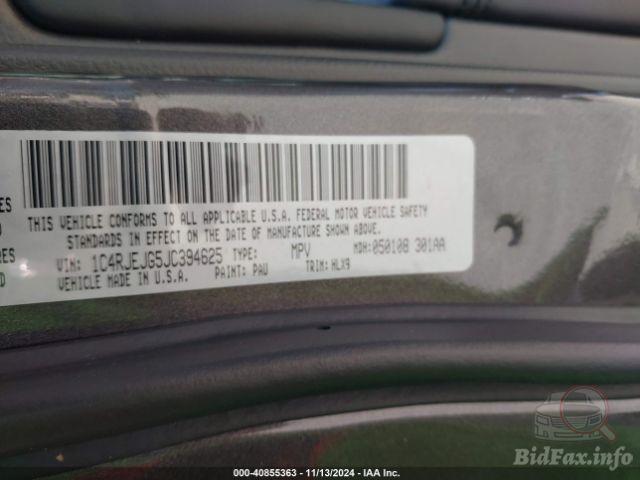 ES
RES
C
THIS VEHICLE CONFORMS TO ALL APPLICABLE U.S.A. FEDERAL MOTOR VEHICLE SAFETY
STANDARDS IN EFFECT ON THE DATE OF MANUFACTURE SHOWN ABOVE.
VIN: 1C4RJEJG5JC394625 TYPE: MPV MDH: 050108 301AA
VEHICLE MADE IN U.S.A. PAINT: PAU TRIM: HLX9
000-40855363 - 11/13/2024 - IAA Inc.
BidFax.info